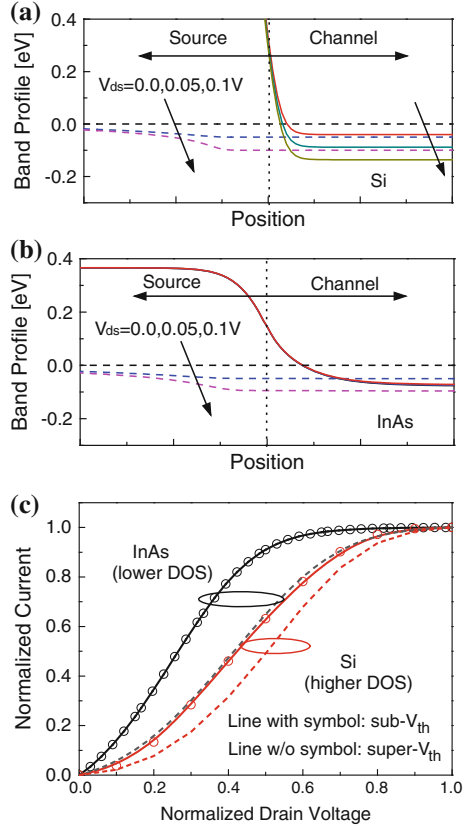 (a)
Band Profile [eV]
0.4
0.2
0.0
-0.2
Source
Channel
Vds=0.0,0.05,0.1V
Si
Position
(b)
Band Profile [eV]
0.4
0.2
0.0
-0.2
Source
Channel
Vds=0.0,0.05,0.1V
InAs
Position
(c)
Normalized Current
1.0
0.8
0.6
0.4
0.2
0.0
InAs
(lower DOS)
Si
(higher DOS)
Line with symbol: sub-Vth
Line w/o symbol: super-Vth
0.0 0.2 0.4 0.6 0.8 1.0
Normalized Drain Voltage